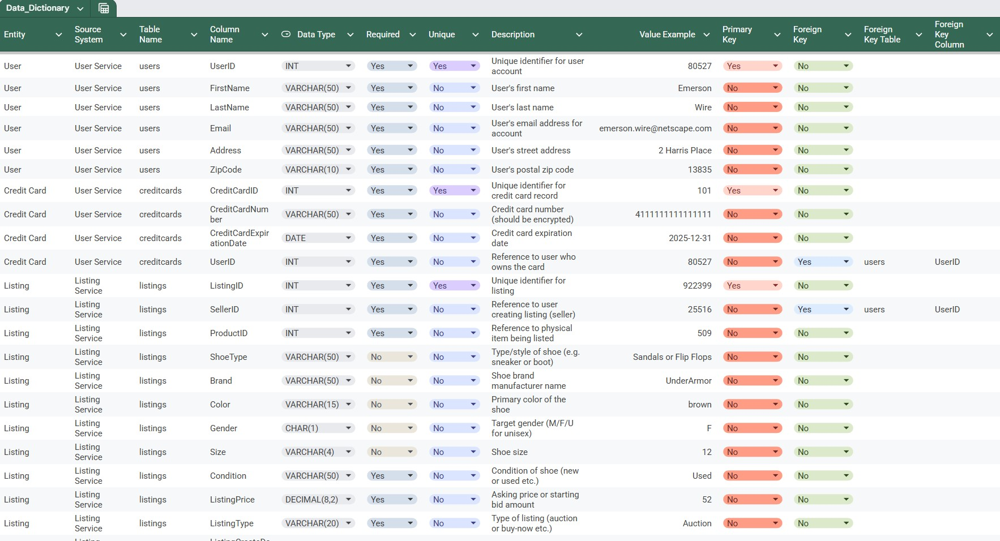 Data_Dictionary
Entity Source System Table Name Column Name Data Type Required Unique Description Value Example Primary Key Foreign Key Foreign Key Table Foreign Key Column
User User Service users UserID INT Yes Yes Unique identifier for user account 80527 Yes No
User User Service users FirstName VARCHAR(50) Yes No User's first name Emerson No No
User User Service users LastName VARCHAR(50) Yes No User's last name Wire No No
User User Service users Email VARCHAR(50) Yes No User's email address for account emerson.wire@netscape.com No No
User User Service users Address VARCHAR(50) Yes No User's street address 2 Harris Place No No
User User Service users ZipCode VARCHAR(10) Yes No User's postal zip code 13835 No No
Credit Card User Service creditcards CreditCardID INT Yes Yes Unique identifier for credit card record 101 Yes No
Credit Card User Service creditcards CreditCardNumber VARCHAR(50) Yes No Credit card number (should be encrypted) 4111111111111111 No No
Credit Card User Service creditcards CreditCardExpirationDate DATE Yes No Credit card expiration date 2025-12-31 No No
Credit Card User Service creditcards UserID INT Yes No Reference to user who owns the card 80527 No Yes users UserID
Listing Listing Service listings ListingID INT Yes Yes Unique identifier for listing 922399 Yes No
Listing Listing Service listings SellerID INT Yes No Reference to user creating listing (seller) 25516 No Yes users UserID
Listing Listing Service listings ProductID INT Yes No Reference to physical item being listed 509 No No
Listing Listing Service listings ShoeType VARCHAR(50) No No Type/style of shoe (e.g. sneaker or boot) Sandals or Flip Flops No No
Listing Listing Service listings Brand VARCHAR(50) No No Shoe brand manufacturer name UnderArmor No No
Listing Listing Service listings Color VARCHAR(15) No No Primary color of the shoe brown No No
Listing Listing Service listings Gender CHAR(1) No No Target gender (M/F/U for unisex) F No No
Listing Listing Service listings Size VARCHAR(4) No No Shoe size 12 No No
Listing Listing Service listings Condition VARCHAR(50) Yes No Condition of shoe (new or used etc.) Used No No
Listing Listing Service listings ListingPrice DECIMAL(8,2) Yes No Asking price or starting bid amount 52 No No
Listing Listing Service listings ListingType VARCHAR(20) Yes No Type of listing (auction or buy-now etc.) Auction No No